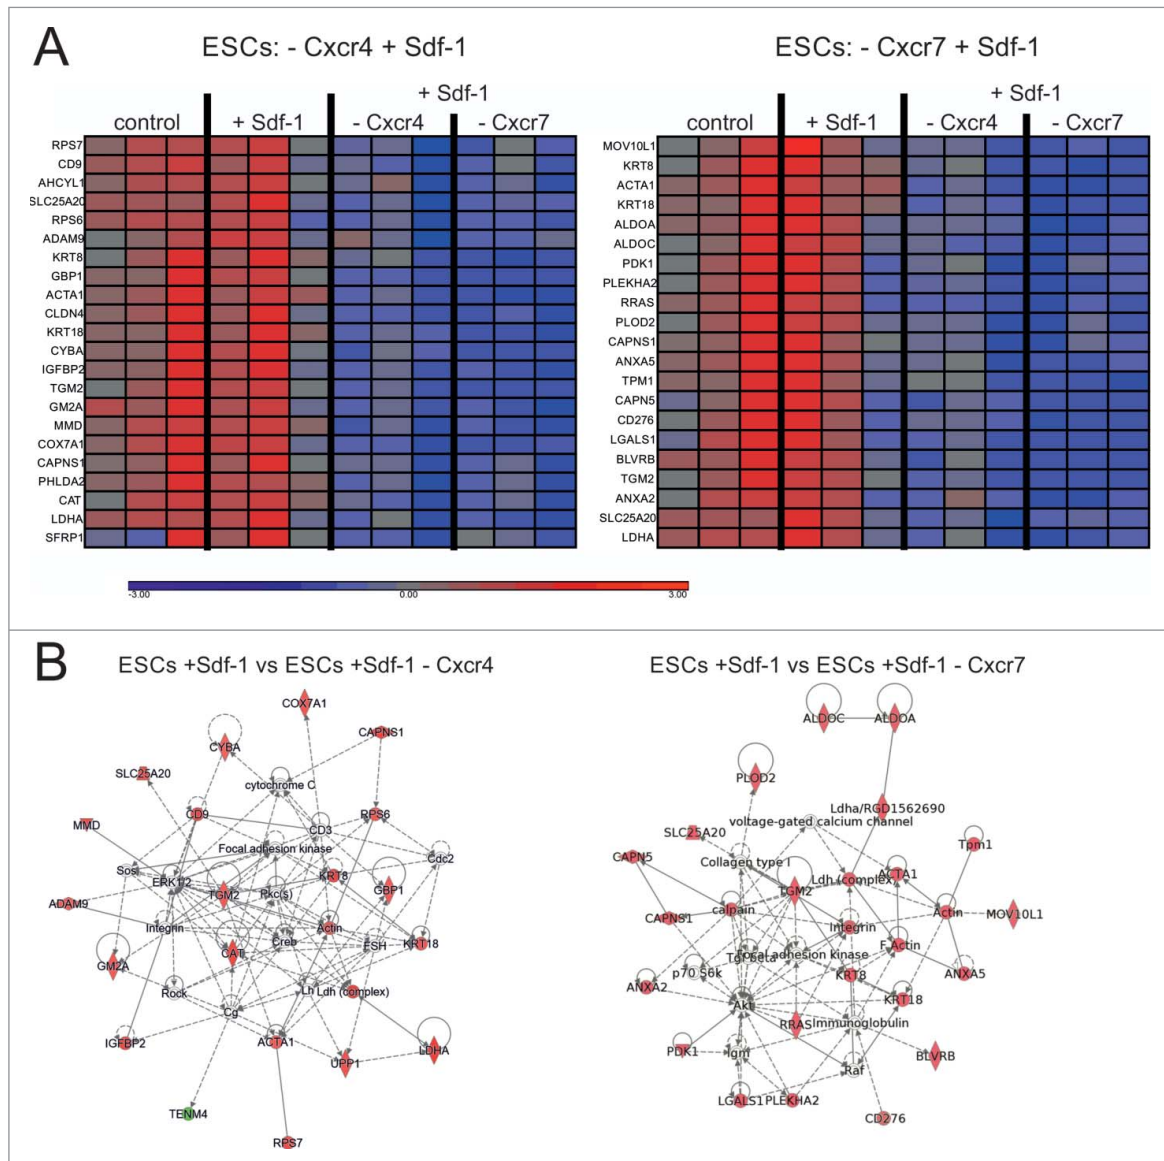 A
ESCs: - Cxcr4 + Sdf-1
ESCs: - Cxcr7 + Sdf-1
+ Sdf-1
control + Sdf-1 - Cxcr4 - Cxcr7
+ Sdf-1
control + Sdf-1 - Cxcr4 - Cxcr7
RPS7
CD9
AHCYL1
SLC25A20
RPS6
ADAM9
KRT8
GBP1
ACTA1
CLDN4
KRT18
CYBA
IGFBP2
TGM2
GM2A
MMD
COX7A1
CAPNS1
PHLDA2
CAT
LDHA
SFRP1
MOV10L1
KRT8
ACTA1
KRT18
ALDOA
ALDOC
PDK1
PLEKHA2
RRAS
PLOD2
CAPNS1
ANXA5
TPM1
CAPN5
CD276
LGALS1
BLVRB
TGM2
ANXA2
SLC25A20
LDHA
-3.00 0.00 3.00
B
ESCs +Sdf-1 vs ESCs +Sdf-1 - Cxcr4
COX7A1
CAPNS1
CYBA
SLC25A20
cytochrome C
CD9
RPS6
MMD
CD3
Focal adhesion kinase
Cdc2
Sos
ERK1/2
KRT8
GBP1
TGM2
Pkc(s)
ADAM9
Integrin
Actin
Creb
FSH
KRT18
CAT
GM2A
Rock
Lh
Ldh (complex)
Cg
IGFBP2
ACTA1
LDHA
UPP1
TENM4
RPS7
ESCs +Sdf-1 vs ESCs +Sdf-1 - Cxcr7
ALDOC
ALDOA
PLOD2
Ldha/RGD1562690
voltage-gated calcium channel
SLC25A20
Tpm1
CAPN5
Collagen type I
Ldh (complex)
ACTA1
TGM2
calpain
CAPNS1
Actin
MOV10L1
Integrin
F Actin
Tgf beta
Focal adhesion kinase
p70 S6k
KRT8
ANXA5
ANXA2
KRT18
Akt
RRAS
Immunoglobulin
PDK1
Igm
BLVRB
Raf
LGALS1
PLEKHA2
CD276